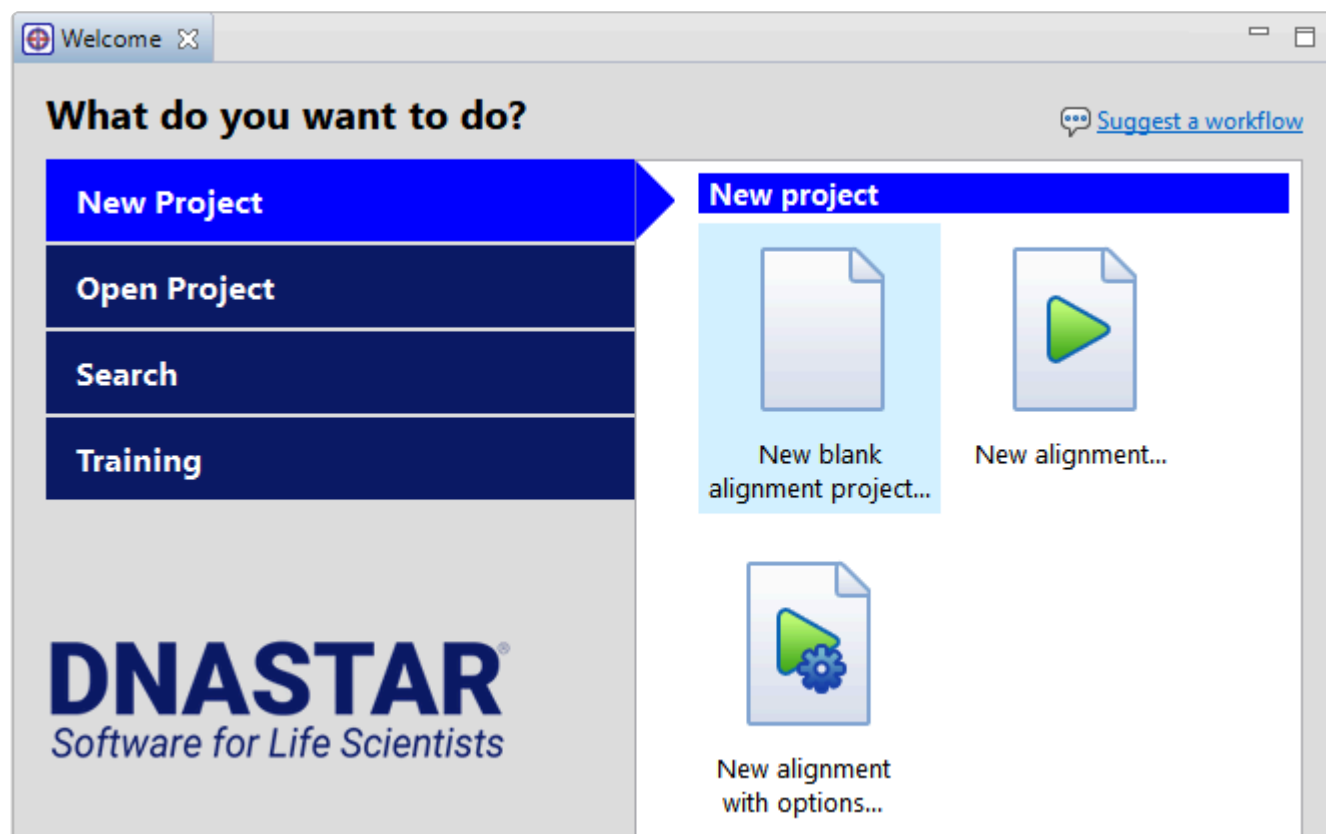 Welcome
What do you want to do?
Suggest a workflow
New Project
Open Project
Search
Training
New project
New blank
alignment project...
New alignment...
New alignment
with options...
DNASTAR®
Software for Life Scientists